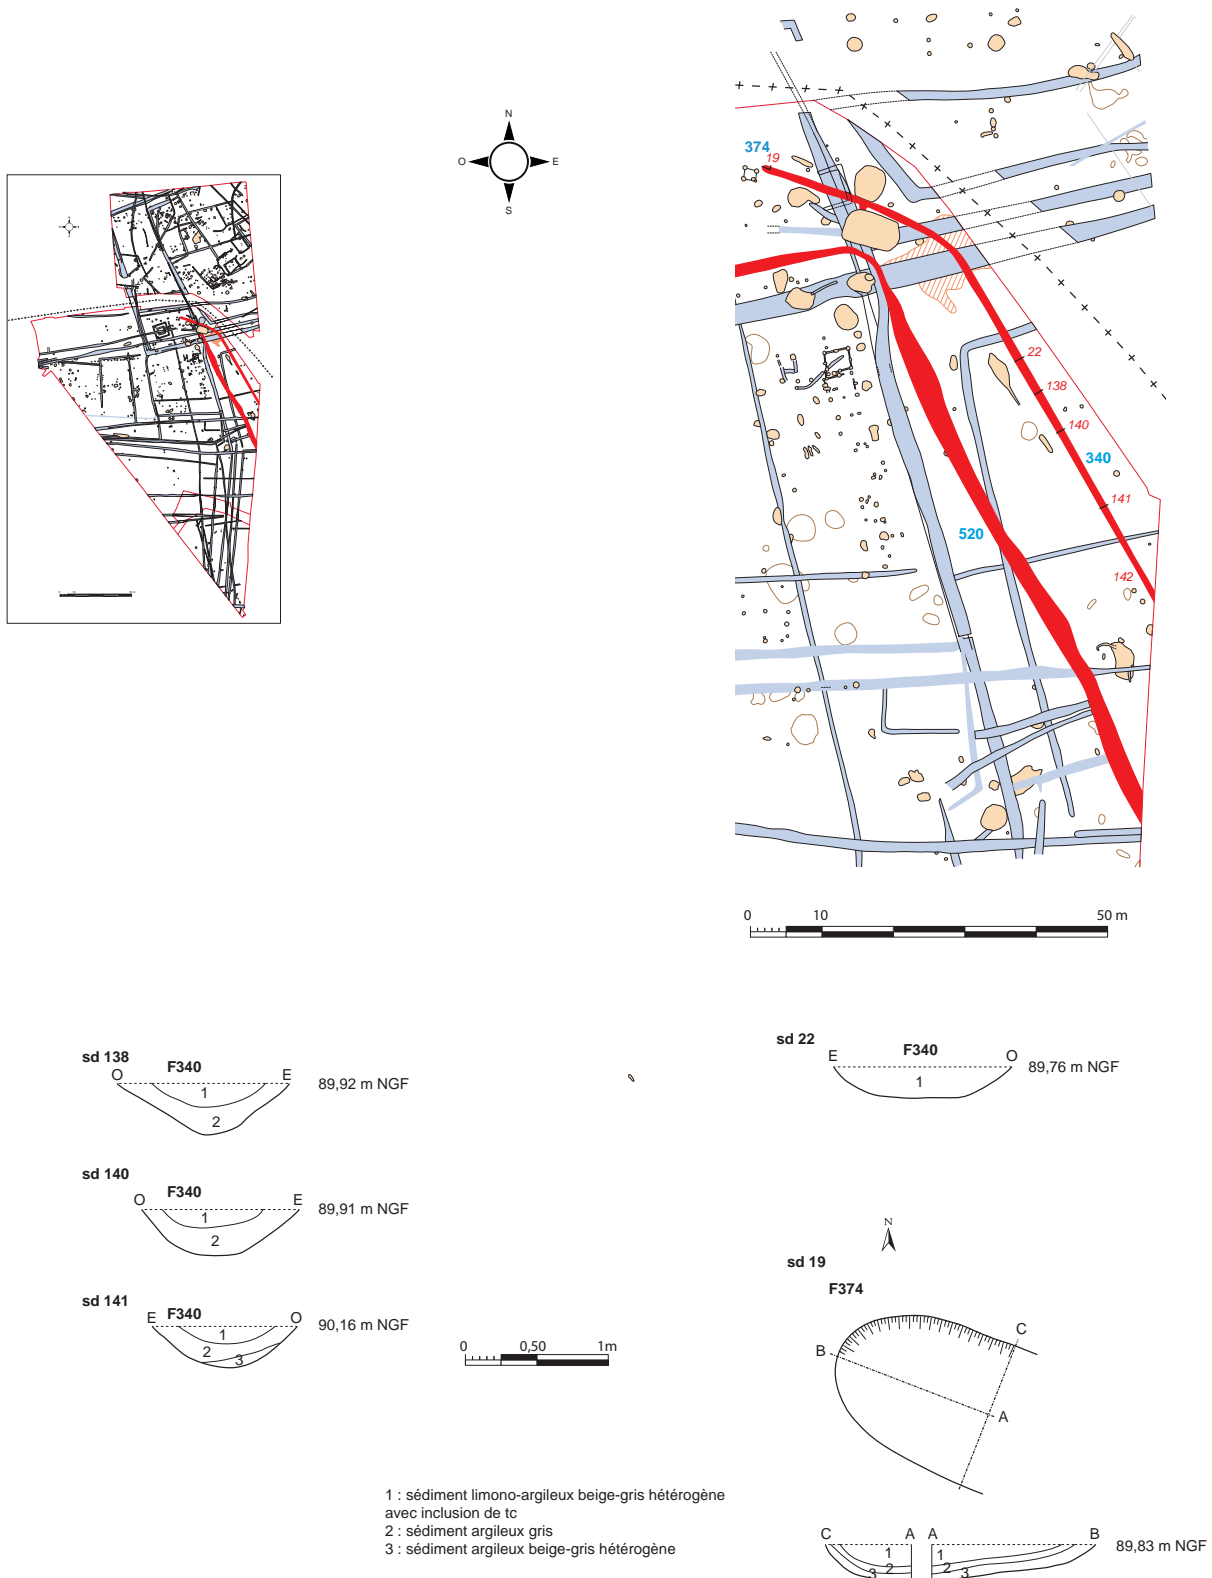 N
O E
S
374
19
22
138
140
340
141
520
142
0 10 50 m
sd 138
F340
O E
89,92 m NGF
1
2
sd 140
F340
O E
89,91 m NGF
1
2
sd 141
F340
E O
90,16 m NGF
1
2
3
0 0,50 1m
sd 22
F340
E O
89,76 m NGF
1
N
sd 19
F374
C
B
A
C A A B
89,83 m NGF
1 1
2 2
3 3
1 : sédiment limono-argileux beige-gris hétérogène
avec inclusion de tc
2 : sédiment argileux gris
3 : sédiment argileux beige-gris hétérogène